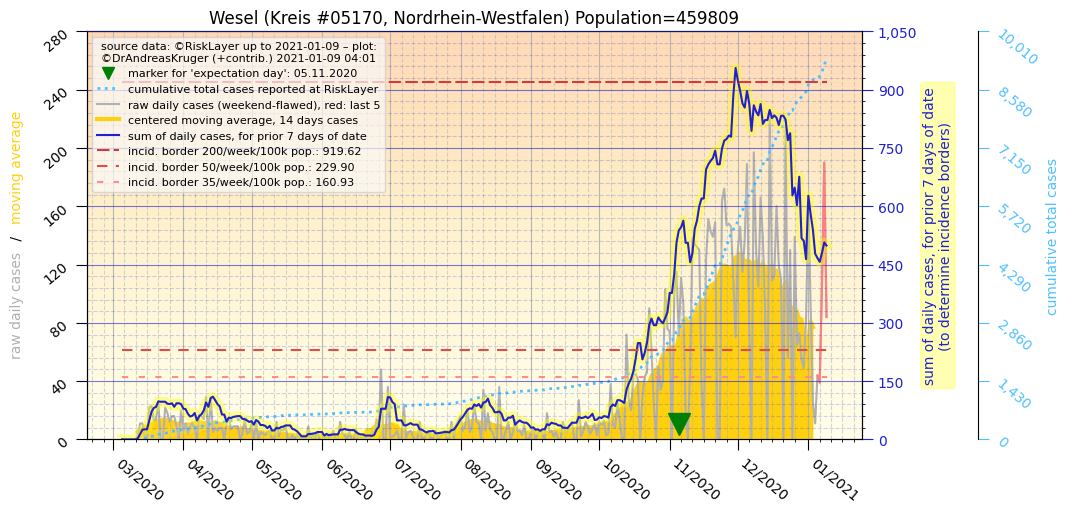 Wesel (Kreis #05170, Nordrhein-Westfalen) Population=459809
source data: ©RiskLayer up to 2021-01-09 – plot:
©DrAndreasKruger (+contrib.) 2021-01-09 04:01
marker for 'expectation day': 05.11.2020
cumulative total cases reported at RiskLayer
raw daily cases (weekend-flawed), red: last 5
centered moving average, 14 days cases
sum of daily cases, for prior 7 days of date
incid. border 200/week/100k pop.: 919.62
incid. border 50/week/100k pop.: 229.90
incid. border 35/week/100k pop.: 160.93
raw daily cases / moving average
280
240
200
160
120
80
40
0
03/2020
04/2020
05/2020
06/2020
07/2020
08/2020
09/2020
10/2020
11/2020
12/2020
01/2021
1,050
900
750
600
450
300
150
0
sum of daily cases, for prior 7 days of date
(to determine incidence borders)
10,010
8,580
7,150
5,720
4,290
2,860
1,430
0
cumulative total cases